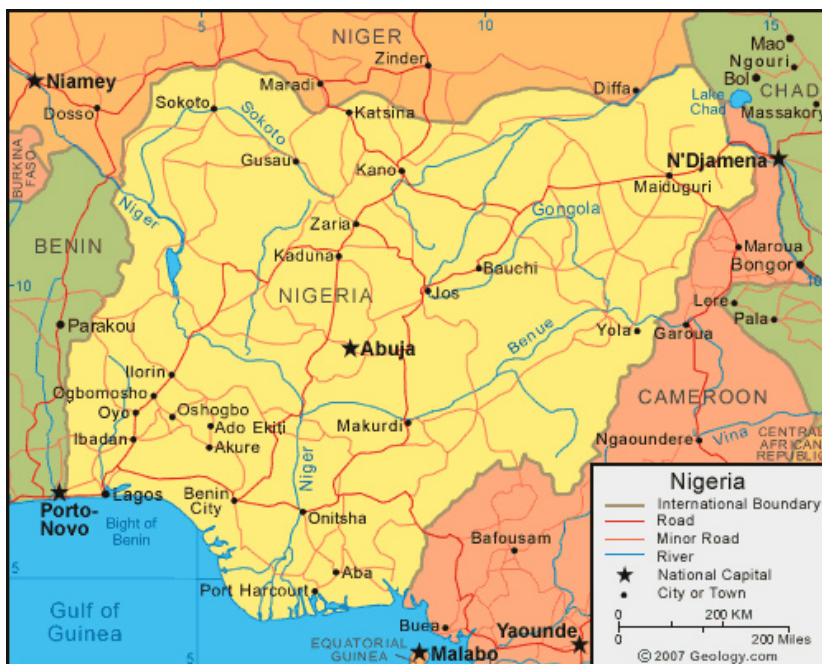 5
10
15
NIGER
Zinder
Mao
Ngouri
Bol
CHAD
Niamey
Maradi
Diffa
Lake
Chad
Massakory
Dosso
Sokoto
Katsina
Sokoto
BURKINA
FASO
Gusau
Kano
N'Djamena
Maiduguri
Niger
Zaria
Gongola
BENIN
Kaduna
Bauchi
Maroua
Bongor
10
NIGERIA
Jos
10
Lere
Pala
Parakou
Abuja
Benue
Yola
Garoua
Ilorin
Ogbomosho
Oyo
Oshogbo
Ado Ekiti
Ibadan
Akure
Makurdi
CAMEROON
Ngaoundere
Vina
CENTRAL
AFRICAN
REPUBLIC
Niger
Lagos
Porto-
Novo
Bight of
Benin
Benin
City
Onitsha
Bafousam
5
Aba
Port Harcourt
Gulf of
Guinea
Buea
Yaounde
5
EQUATORIAL
GUINEA
Malabo
Nigeria
International Boundary
Road
Minor Road
River
National Capital
City or Town
0
200 KM
0
200 Miles
© 2007 Geology.com